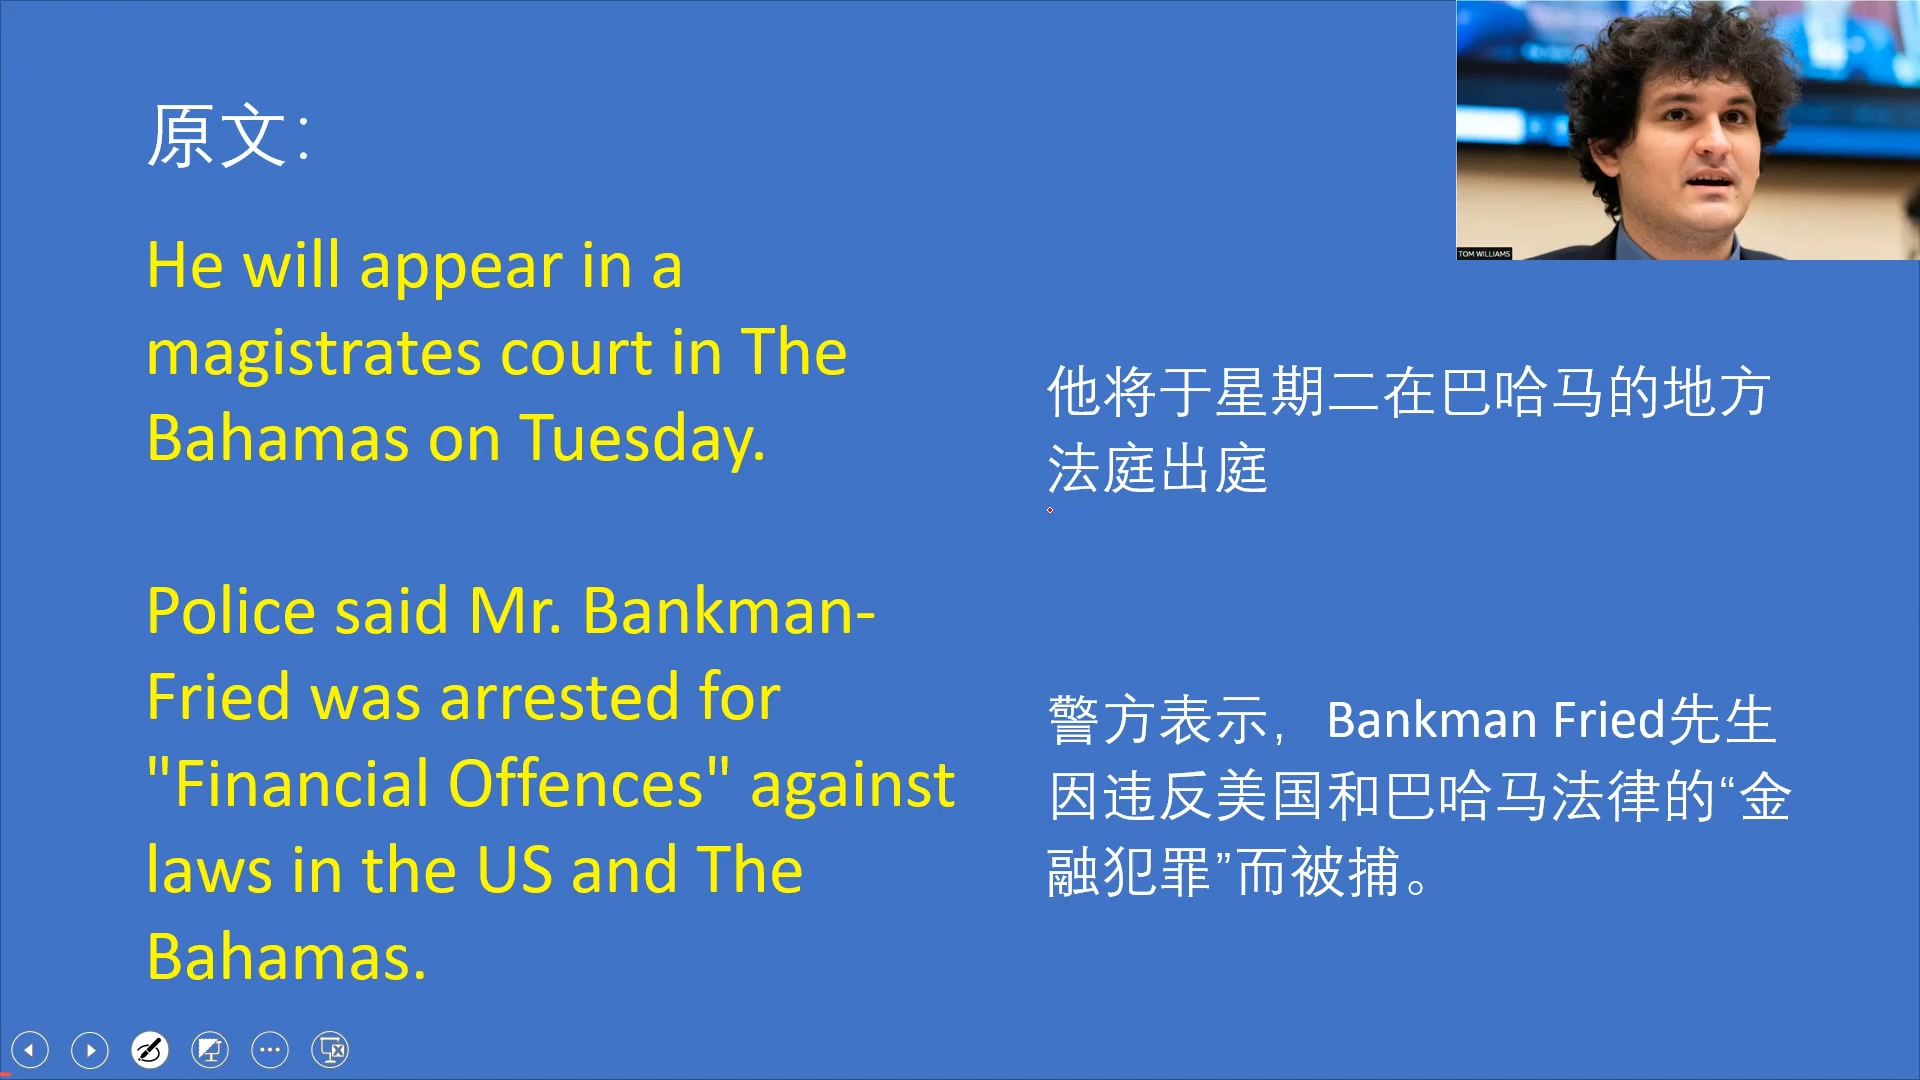 原文：
He will appear in a
magistrates court in The
Bahamas on Tuesday.
Police said Mr. Bankman-
Fried was arrested for
"Financial Offences" against
laws in the US and The
Bahamas.
TOM WILLIAMS
他将于星期二在巴哈马的地方
法庭出庭
警方表示，Bankman Fried先生
因违反美国和巴哈马法律的“金
融犯罪”而被捕。